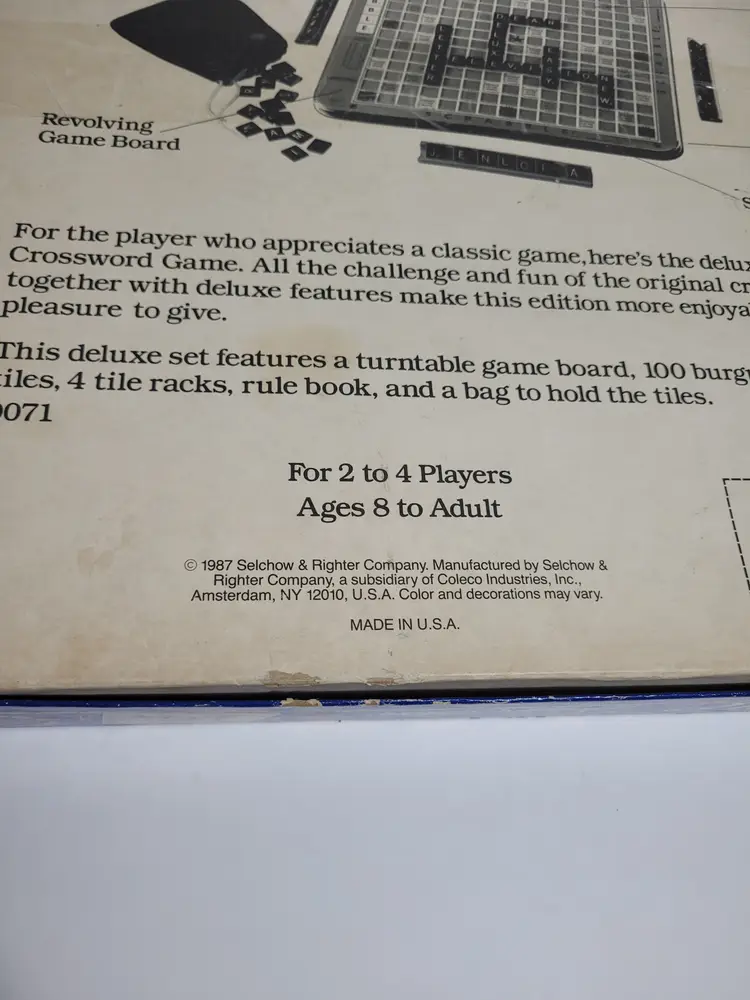 Revolving
Game Board
For the player who appreciates a classic game, here's the delu
Crossword Game. All the challenge and fun of the original cr
together with deluxe features make this edition more enjoya
pleasure to give.
This deluxe set features a turntable game board, 100 burg
tiles, 4 tile racks, rule book, and a bag to hold the tiles.
0071
For 2 to 4 Players
Ages 8 to Adult
© 1987 Selchow & Righter Company. Manufactured by Selchow &
Righter Company, a subsidiary of Coleco Industries, Inc.,
Amsterdam, NY 12010, U.S.A. Color and decorations may vary.
MADE IN U.S.A.